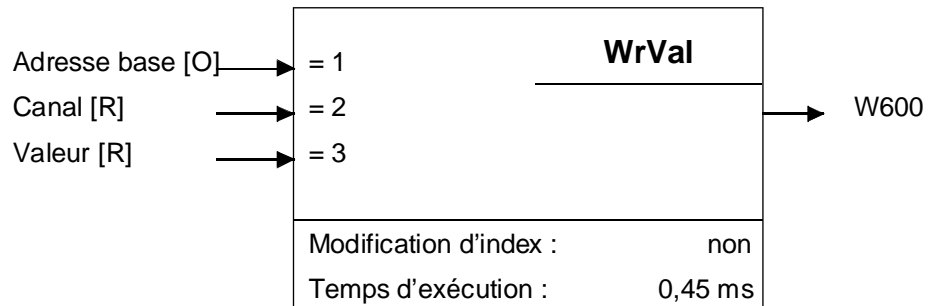 WrVal
Adresse base [O] = 1
Canal [R] = 2 W600
Valeur [R] = 3
Modification d'index : non
Temps d'exécution : 0,45 ms